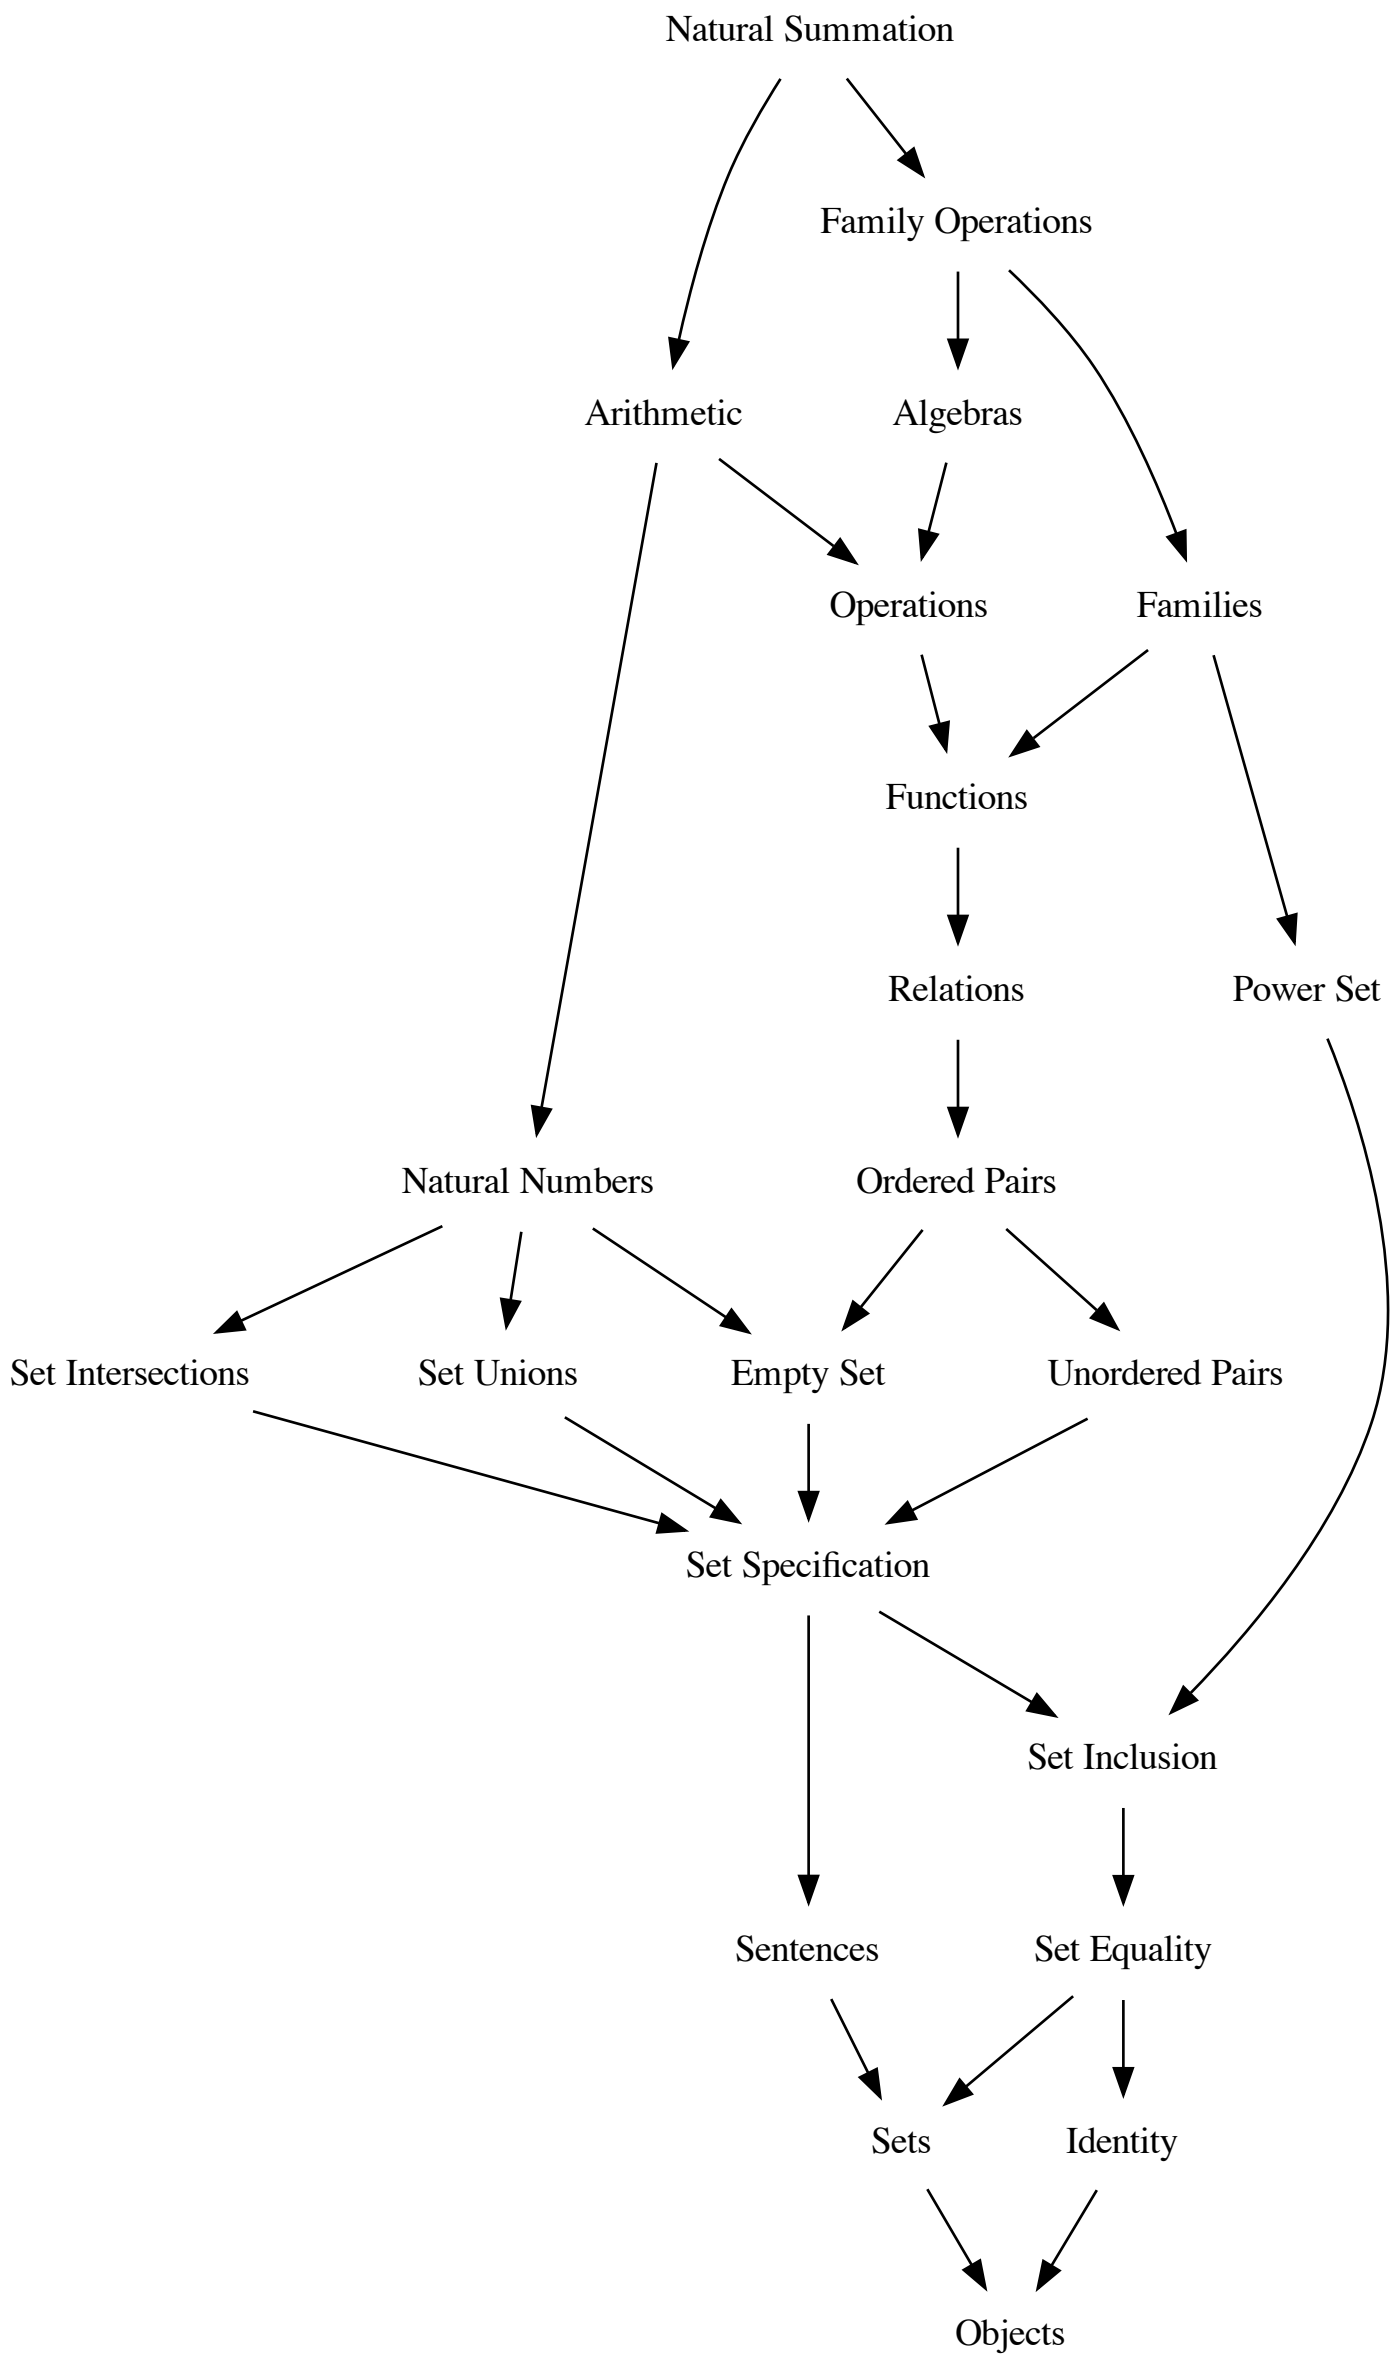 Natural Summation
Family Operations
Arithmetic
Algebras
Operations
Families
Functions
Relations
Power Set
Natural Numbers
Ordered Pairs
Set Intersections
Set Unions
Empty Set
Unordered Pairs
Set Specification
Set Inclusion
Sentences
Set Equality
Sets
Identity
Objects